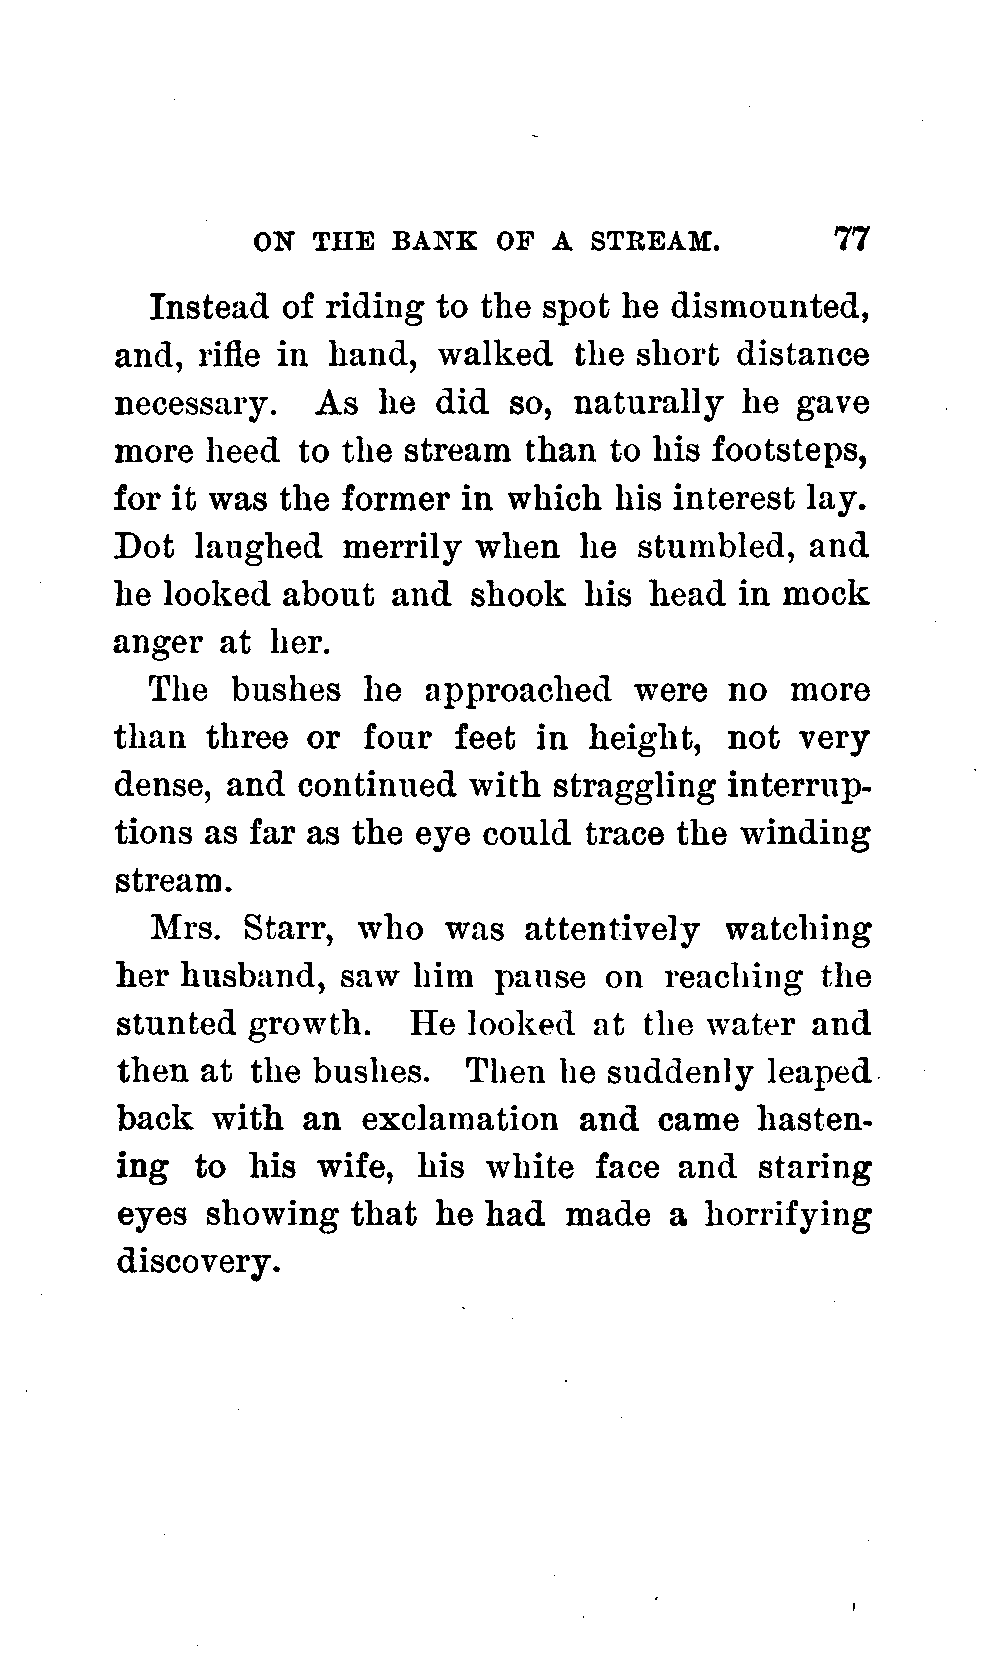 ON THE BANK OF A STREAM. 77
Instead of riding to the spot he dismounted,
and, rifle in hand, walked the short distance
necessary. As he did so, naturally he gave
more heed to the stream than to his footsteps,
for it was the former in which his interest lay.
Dot laughed merrily when he stumbled, and
he looked about and shook his head in mock
anger at her.
The bushes he approached were no more
than three or four feet in height, not very
dense, and continued with straggling interrup-
tions as far as the eye could trace the winding
stream.
Mrs. Starr, who was attentively watching
her husband, saw him pause on reaching the
stunted growth. He looked at the water and
then at the bushes. Then he suddenly leaped
back with an exclamation and came hasten-
ing to his wife, his white face and staring
eyes showing that he had made a horrifying
discovery.